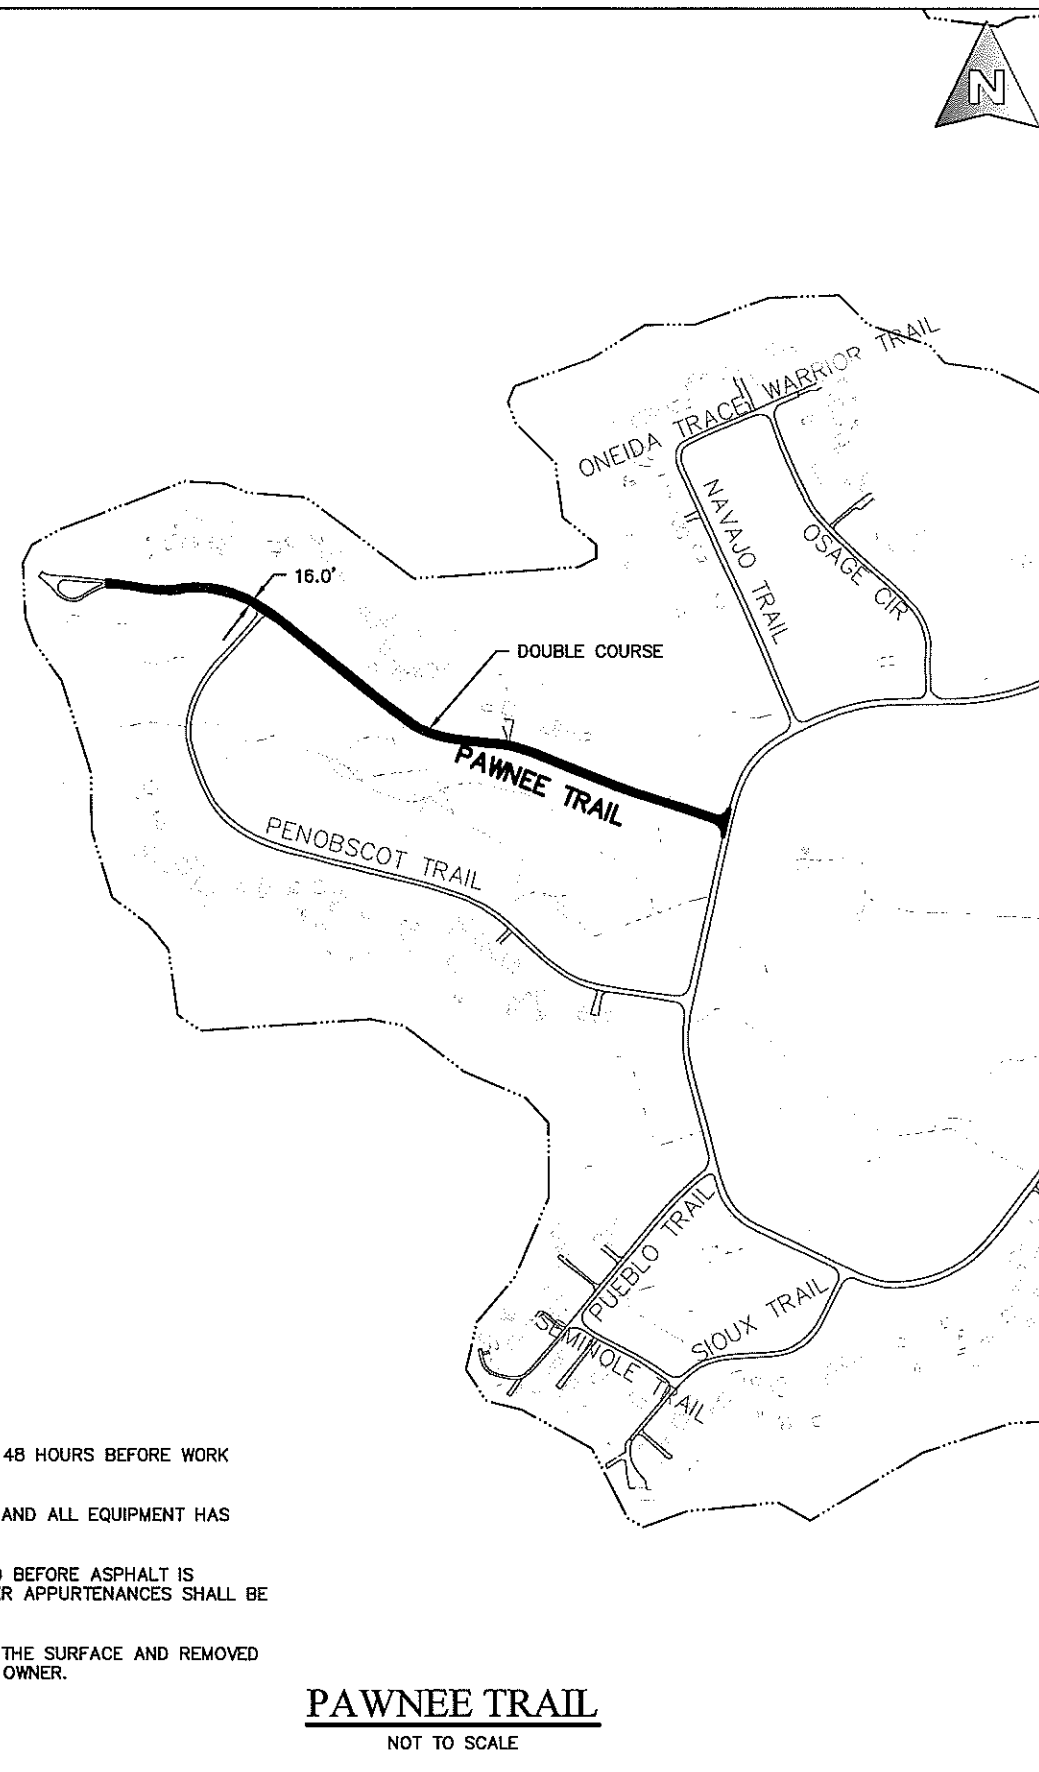 N
ONEIDA TRACE WARRIOR TRAIL
NAVAJO TRAIL
OSAGE CIR
16.0'
DOUBLE COURSE
PAWNEE TRAIL
PENOBSCOT TRAIL
PUEBLO TRAIL
SIOUX TRAIL
SEMINOLE TRAIL
48 HOURS BEFORE WORK
AND ALL EQUIPMENT HAS
BEFORE ASPHALT IS
APPURTENANCES SHALL BE
THE SURFACE AND REMOVED
OWNER.
PAWNEE TRAIL
NOT TO SCALE